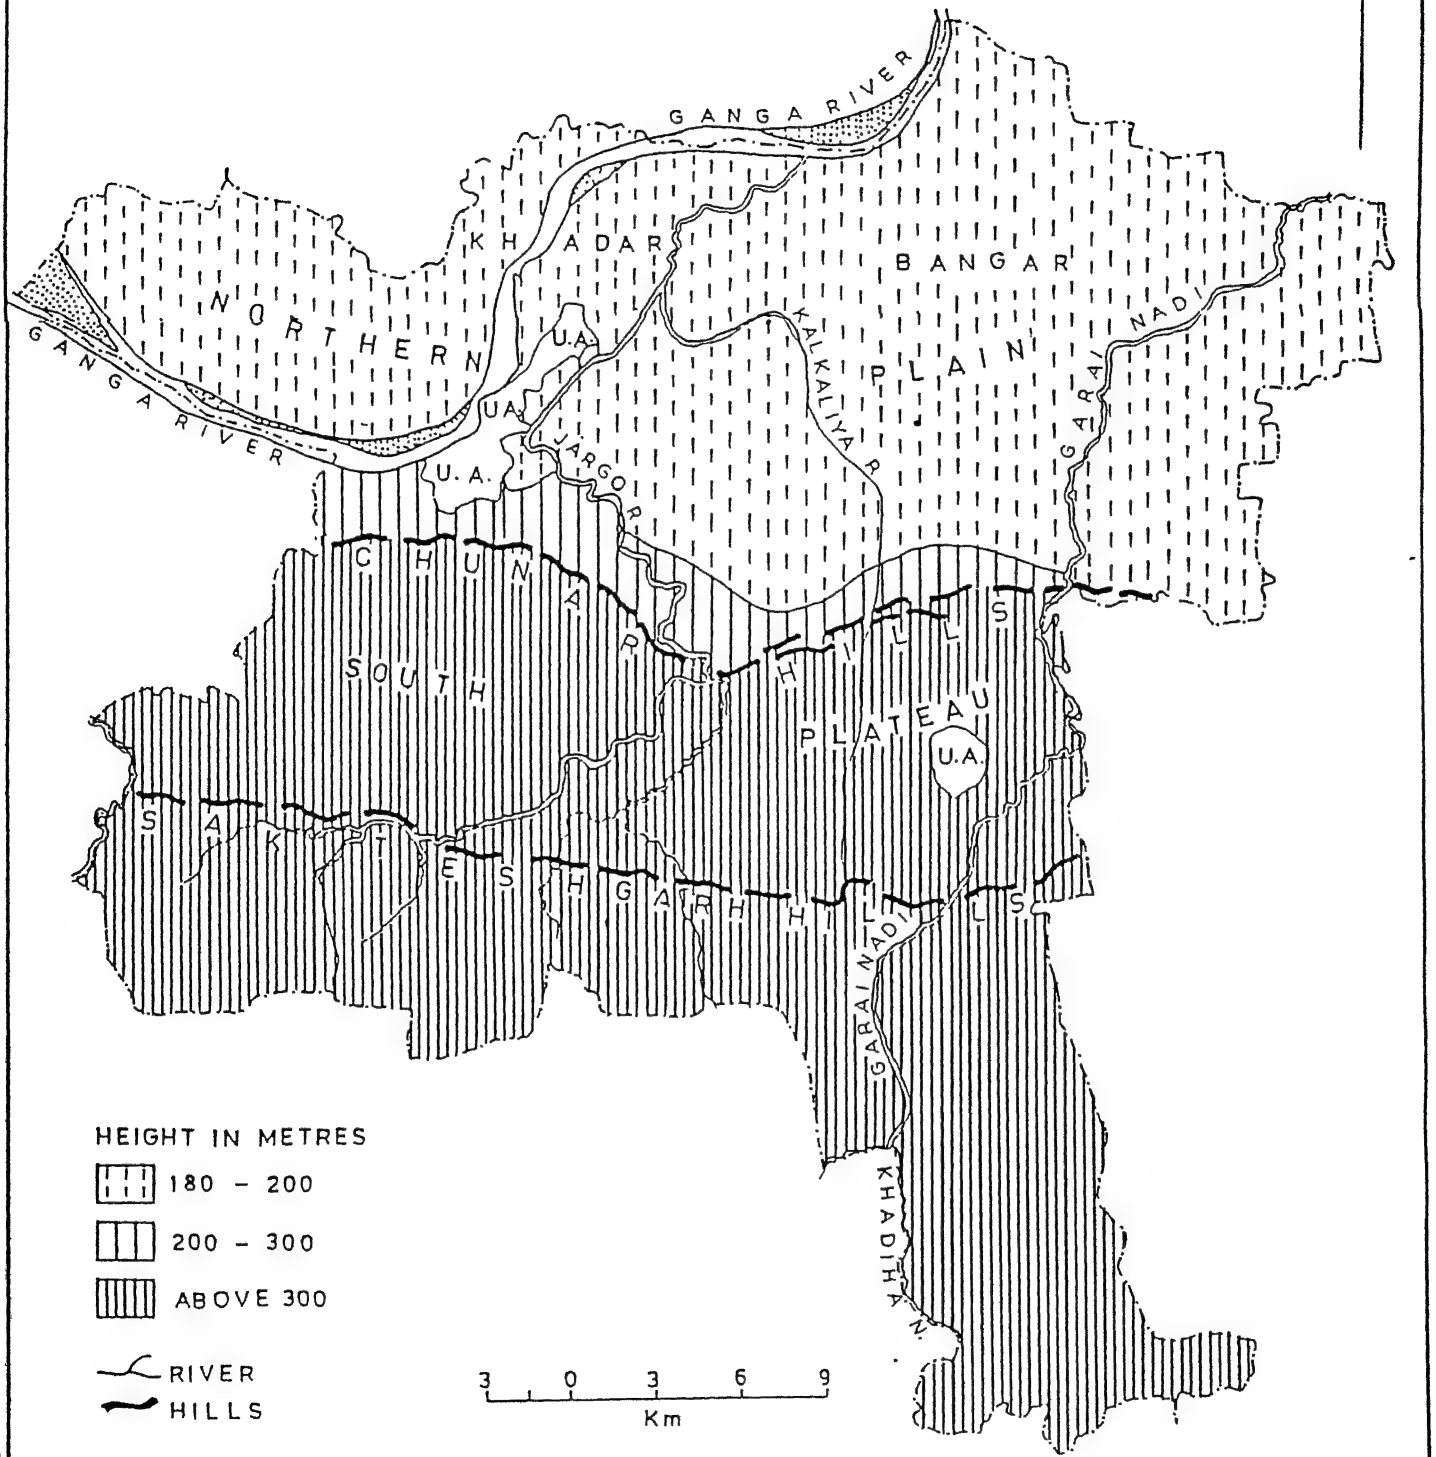 GANGA RIVER
KHADAR
BANGAR
NORTHERN
PLAIN
GANGA RIVER
KALKALIYA R
GARAI NADI
U.A.
U.A.
U.A.
JARGO R
CHUNAR HILLS
SOUTH
PLATEAU
U.A.
SAKTESHGARH HILLS
GARAI NADI
KHADIHA N.
HEIGHT IN METRES
180 – 200
200 – 300
ABOVE 300
RIVER
HILLS
3 0 3 6 9
Km